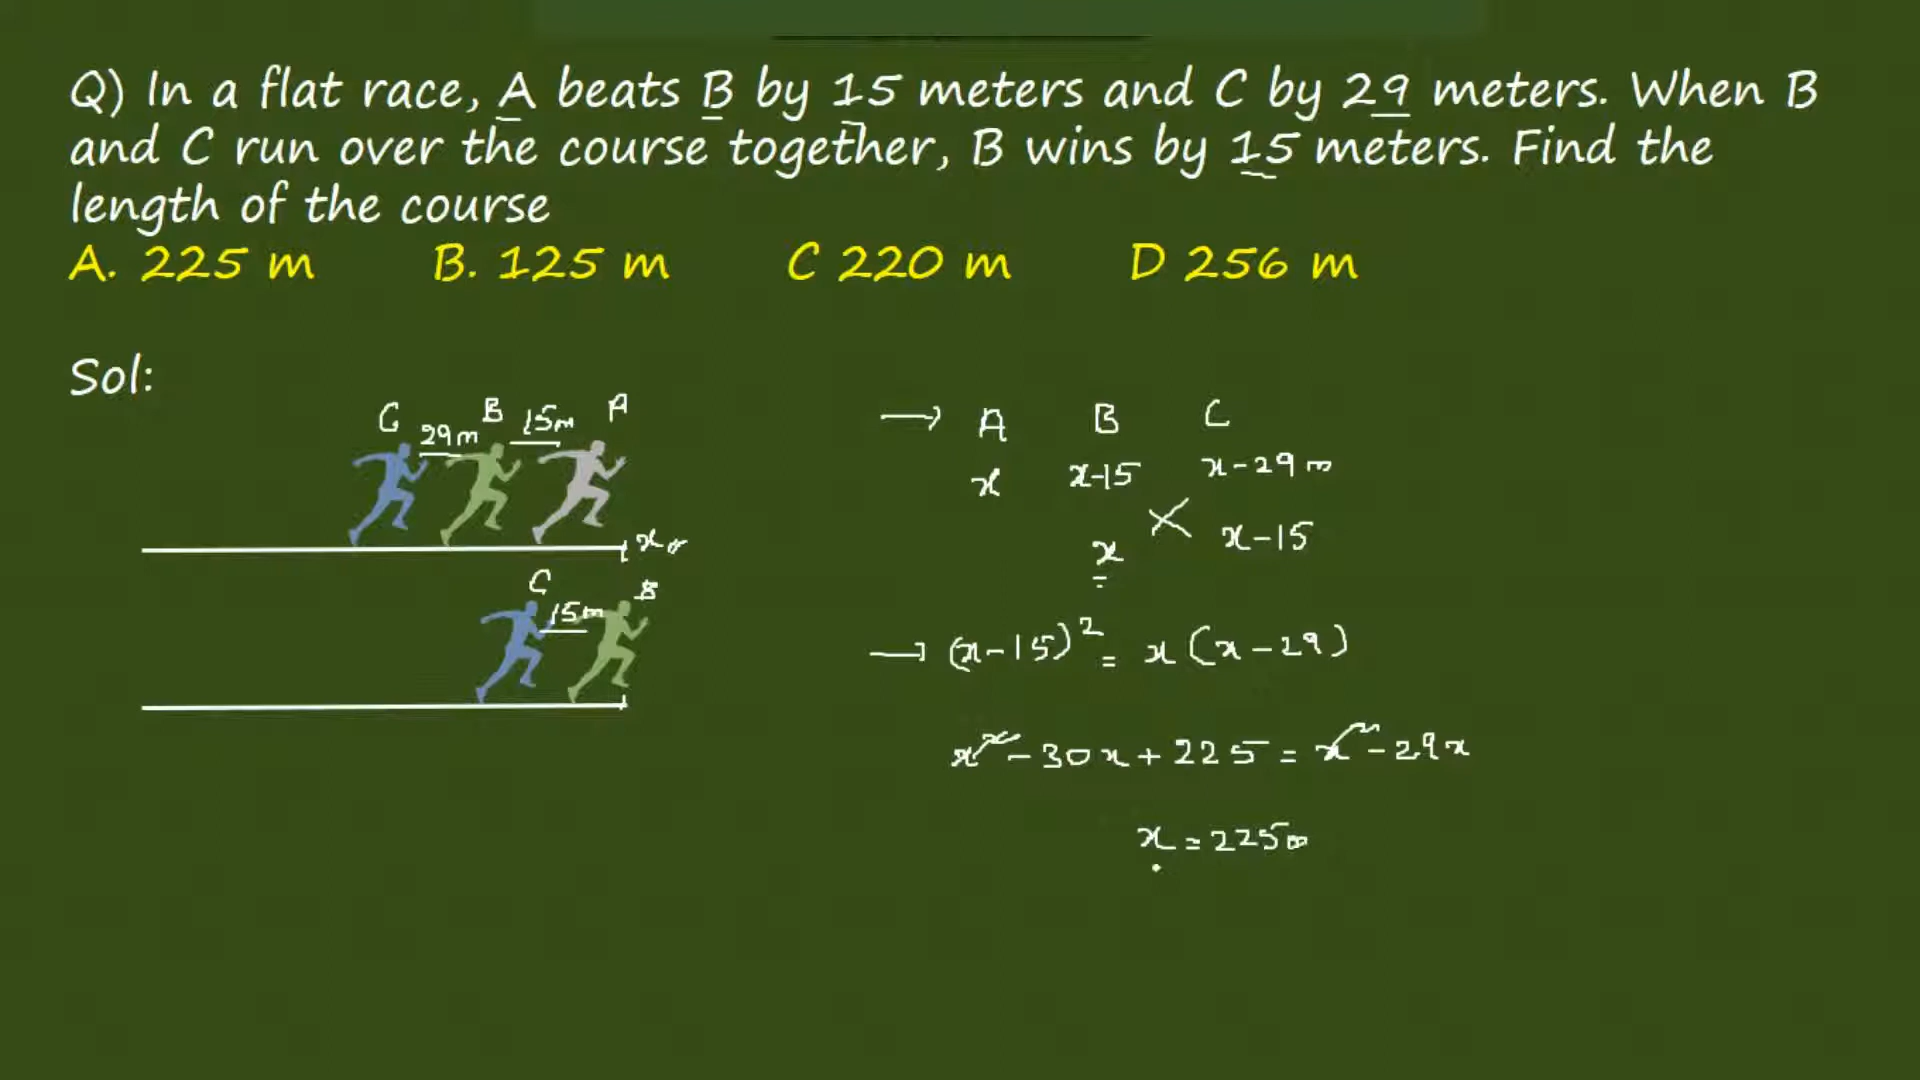 Q) In a flat race, A beats B by 15 meters and C by 29 meters. When B
and C run over the course together, B wins by 15 meters. Find the
length of the course
A. 225 m B. 125 m C 220 m D 256 m
Sol:
C 29m B 15m A
x
C 15m B
→ A B C
x x-15 x-29 m
x x-15
→ (x-15)² = x(x-29)
x² - 30x + 225 = x² - 29x
x = 225m